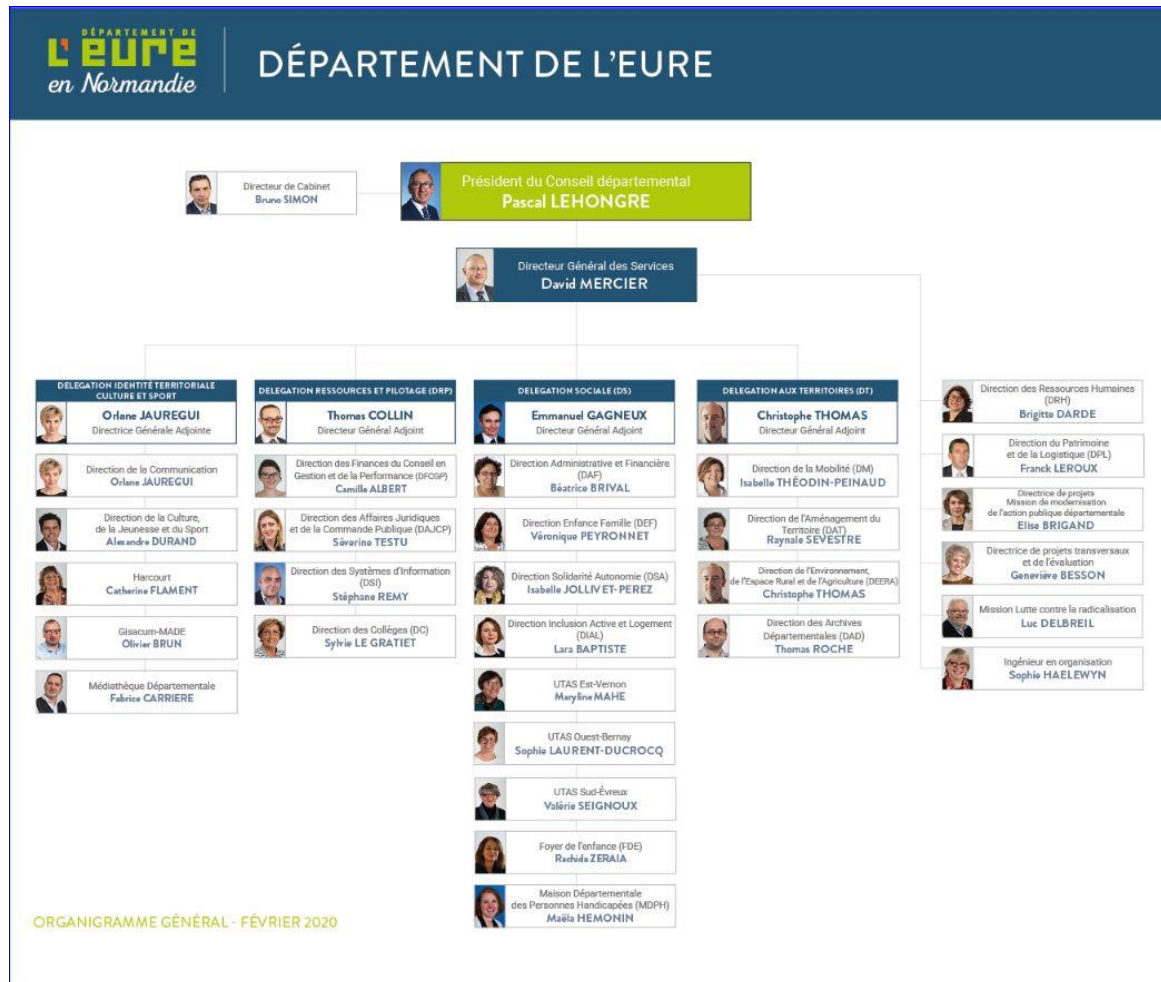 DÉPARTEMENT DE
L'EURE
en Normandie
DÉPARTEMENT DE L'EURE
Directeur de Cabinet
Bruno SIMON
Président du Conseil départemental
Pascal LEHONGRE
Directeur Général des Services
David MERCIER
DELEGATION IDENTITÉ TERRITORIALE
CULTURE ET SPORT
Orlane JAUREGUI
Directrice Générale Adjointe
Direction de la Communication
Orlane JAUREGUI
Direction de la Culture,
de la Jeunesse et du Sport
Alexandre DURAND
Harcourt
Catherine FLAMENT
Gisacum-MADE
Olivier BRUN
Médiathèque Départementale
Fabrice CARRIERE
DELEGATION RESSOURCES ET PILOTAGE (DRP)
Thomas COLLIN
Directeur Général Adjoint
Direction des Finances du Conseil en
Gestion et de la Performance (DFCGP)
Camille ALBERT
Direction des Affaires Juridiques
et de la Commande Publique (DAJCP)
Séverine TESTU
Direction des Systèmes d'Information
(DSI)
Stéphane REMY
Direction des Collèges (DC)
Sylvie LE GRATIET
DELEGATION SOCIALE (DS)
Emmanuel GAGNEUX
Directeur Général Adjoint
Direction Administrative et Financière
(DAF)
Béatrice BRIVAL
Direction Enfance Famille (DEF)
Véronique PEYRONNET
Direction Solidarité Autonomie (DSA)
Isabelle JOLLIVET-PEREZ
Direction Inclusion Active et Logement
(DIAL)
Lara BAPTISTE
UTAS Est-Vernon
Maryline MAHE
UTAS Ouest-Bernay
Sophie LAURENT-DUCROCQ
UTAS Sud-Évreux
Valérie SEIGNOUX
Foyer de l'enfance (FDE)
Rachida ZERAIA
Maison Départementale
des Personnes Handicapées (MDPH)
Maëla HEMONIN
DELEGATION AUX TERRITOIRES (DT)
Christophe THOMAS
Directeur Général Adjoint
Direction de la Mobilité (DM)
Isabelle THÉODIN-PEINAUD
Direction de l'Aménagement du
Territoire (DAT)
Raynale SEVESTRE
Direction de l'Environnement,
de l'Espace Rural et de l'Agriculture (DEERA)
Christophe THOMAS
Direction des Archives
Départementales (DAD)
Thomas ROCHE
Direction des Ressources Humaines
(DRH)
Brigitte DARDE
Direction du Patrimoine
et de la Logistique (DPL)
Franck LEROUX
Directrice de projets
Mission de modernisation
de l'action publique départementale
Elise BRIGAND
Directrice de projets transversaux
et de l'évaluation
Geneviève BESSON
Mission Lutte contre la radicalisation
Luc DELBREIL
Ingénieur en organisation
Sophie HAELEWYN
ORGANIGRAMME GÉNÉRAL - FÉVRIER 2020